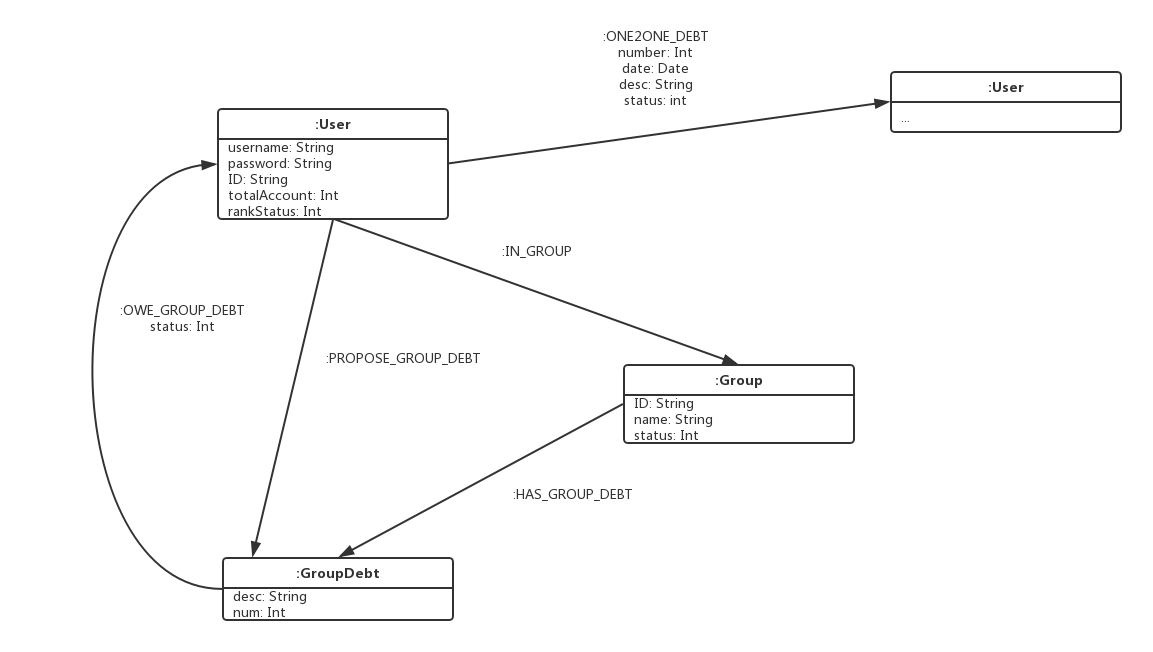 :ONE2ONE_DEBT
number: Int
date: Date
desc: String
status: int
:User
...
:User
username: String
password: String
ID: String
totalAccount: Int
rankStatus: Int
:IN_GROUP
:OWE_GROUP_DEBT
status: Int
:PROPOSE_GROUP_DEBT
:Group
ID: String
name: String
status: Int
:HAS_GROUP_DEBT
:GroupDebt
desc: String
num: Int